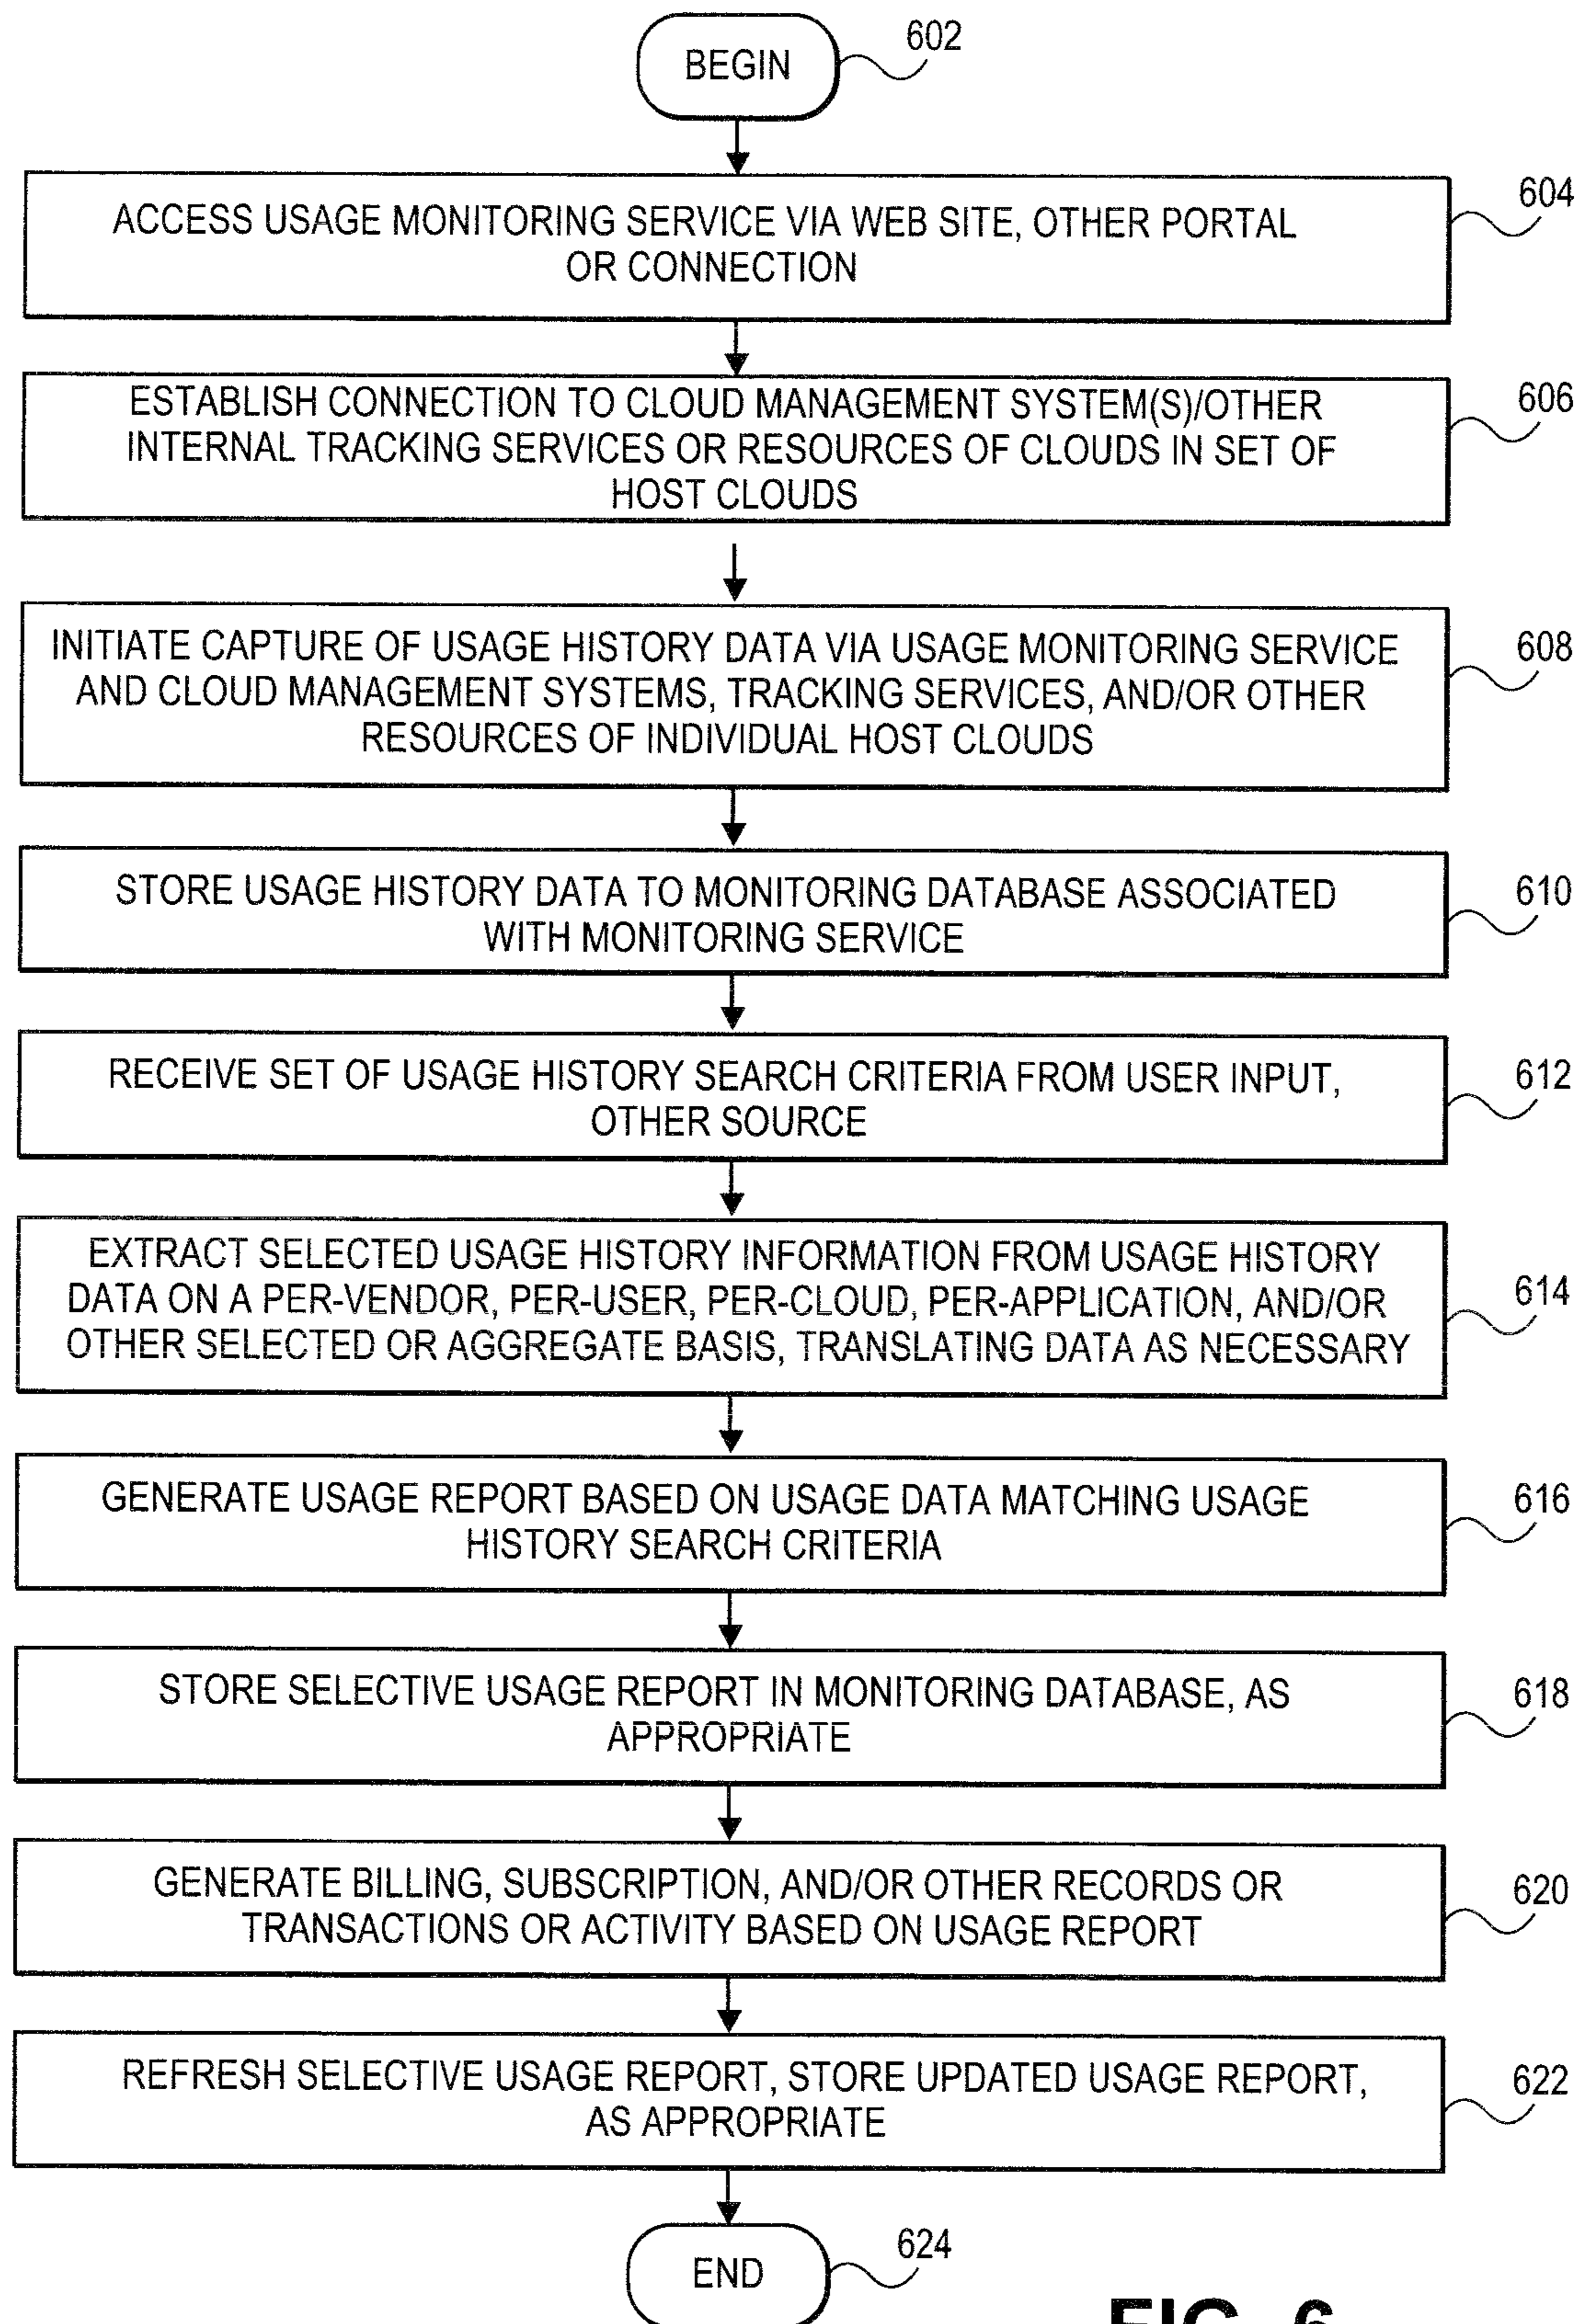 BEGIN
602
ACCESS USAGE MONITORING SERVICE VIA WEB SITE, OTHER PORTAL
OR CONNECTION
604
ESTABLISH CONNECTION TO CLOUD MANAGEMENT SYSTEM(S)/OTHER
INTERNAL TRACKING SERVICES OR RESOURCES OF CLOUDS IN SET OF
HOST CLOUDS
606
INITIATE CAPTURE OF USAGE HISTORY DATA VIA USAGE MONITORING SERVICE
AND CLOUD MANAGEMENT SYSTEMS, TRACKING SERVICES, AND/OR OTHER
RESOURCES OF INDIVIDUAL HOST CLOUDS
608
STORE USAGE HISTORY DATA TO MONITORING DATABASE ASSOCIATED
WITH MONITORING SERVICE
610
RECEIVE SET OF USAGE HISTORY SEARCH CRITERIA FROM USER INPUT,
OTHER SOURCE
612
EXTRACT SELECTED USAGE HISTORY INFORMATION FROM USAGE HISTORY
DATA ON A PER-VENDOR, PER-USER, PER-CLOUD, PER-APPLICATION, AND/OR
OTHER SELECTED OR AGGREGATE BASIS, TRANSLATING DATA AS NECESSARY
614
GENERATE USAGE REPORT BASED ON USAGE DATA MATCHING USAGE
HISTORY SEARCH CRITERIA
616
STORE SELECTIVE USAGE REPORT IN MONITORING DATABASE, AS
APPROPRIATE
618
GENERATE BILLING, SUBSCRIPTION, AND/OR OTHER RECORDS OR
TRANSACTIONS OR ACTIVITY BASED ON USAGE REPORT
620
REFRESH SELECTIVE USAGE REPORT, STORE UPDATED USAGE REPORT,
AS APPROPRIATE
622
END
624
FIG. 6